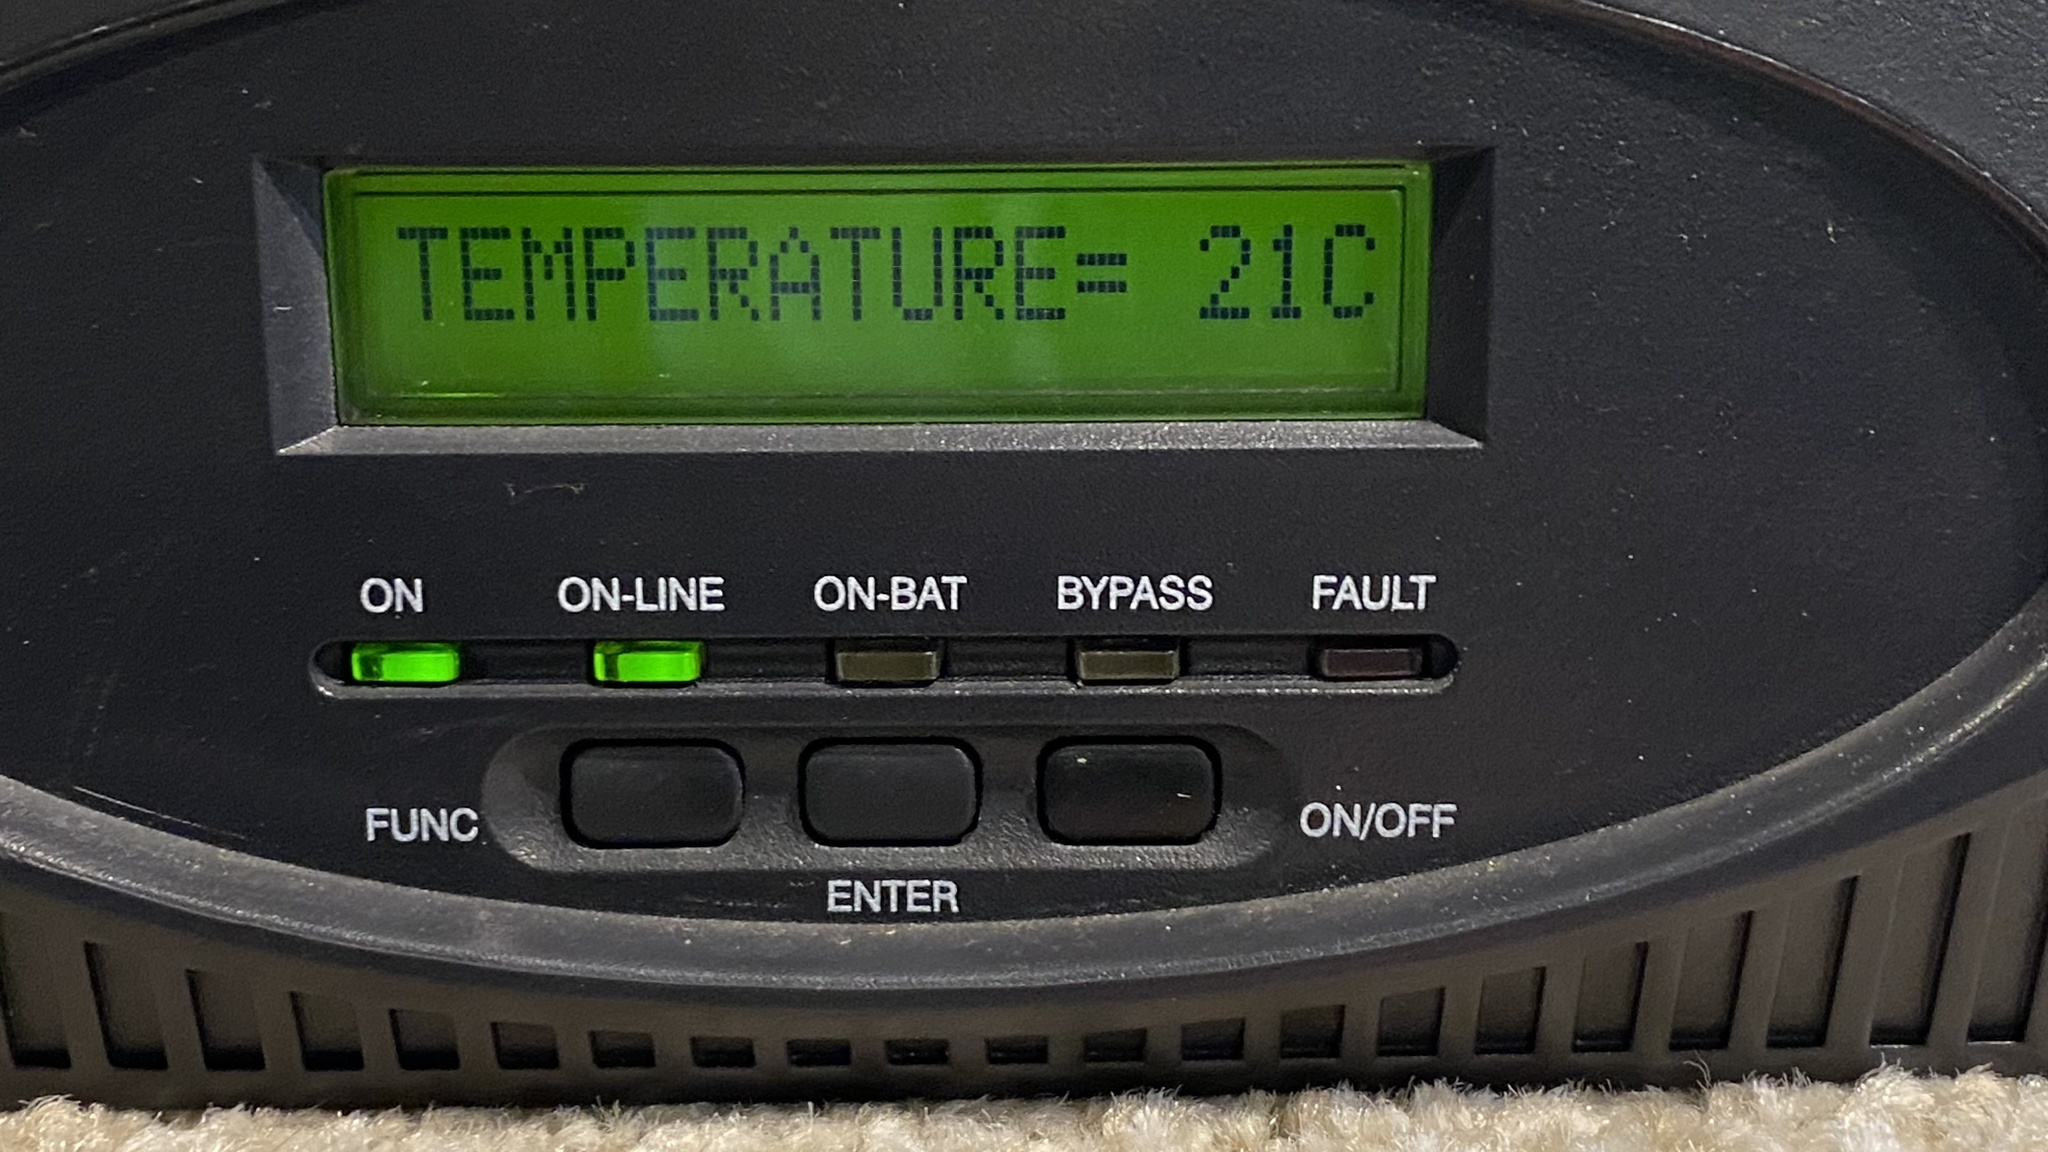 TEMPERATURE= 21C
ON ON-LINE ON-BAT BYPASS FAULT
FUNC ON/OFF
ENTER